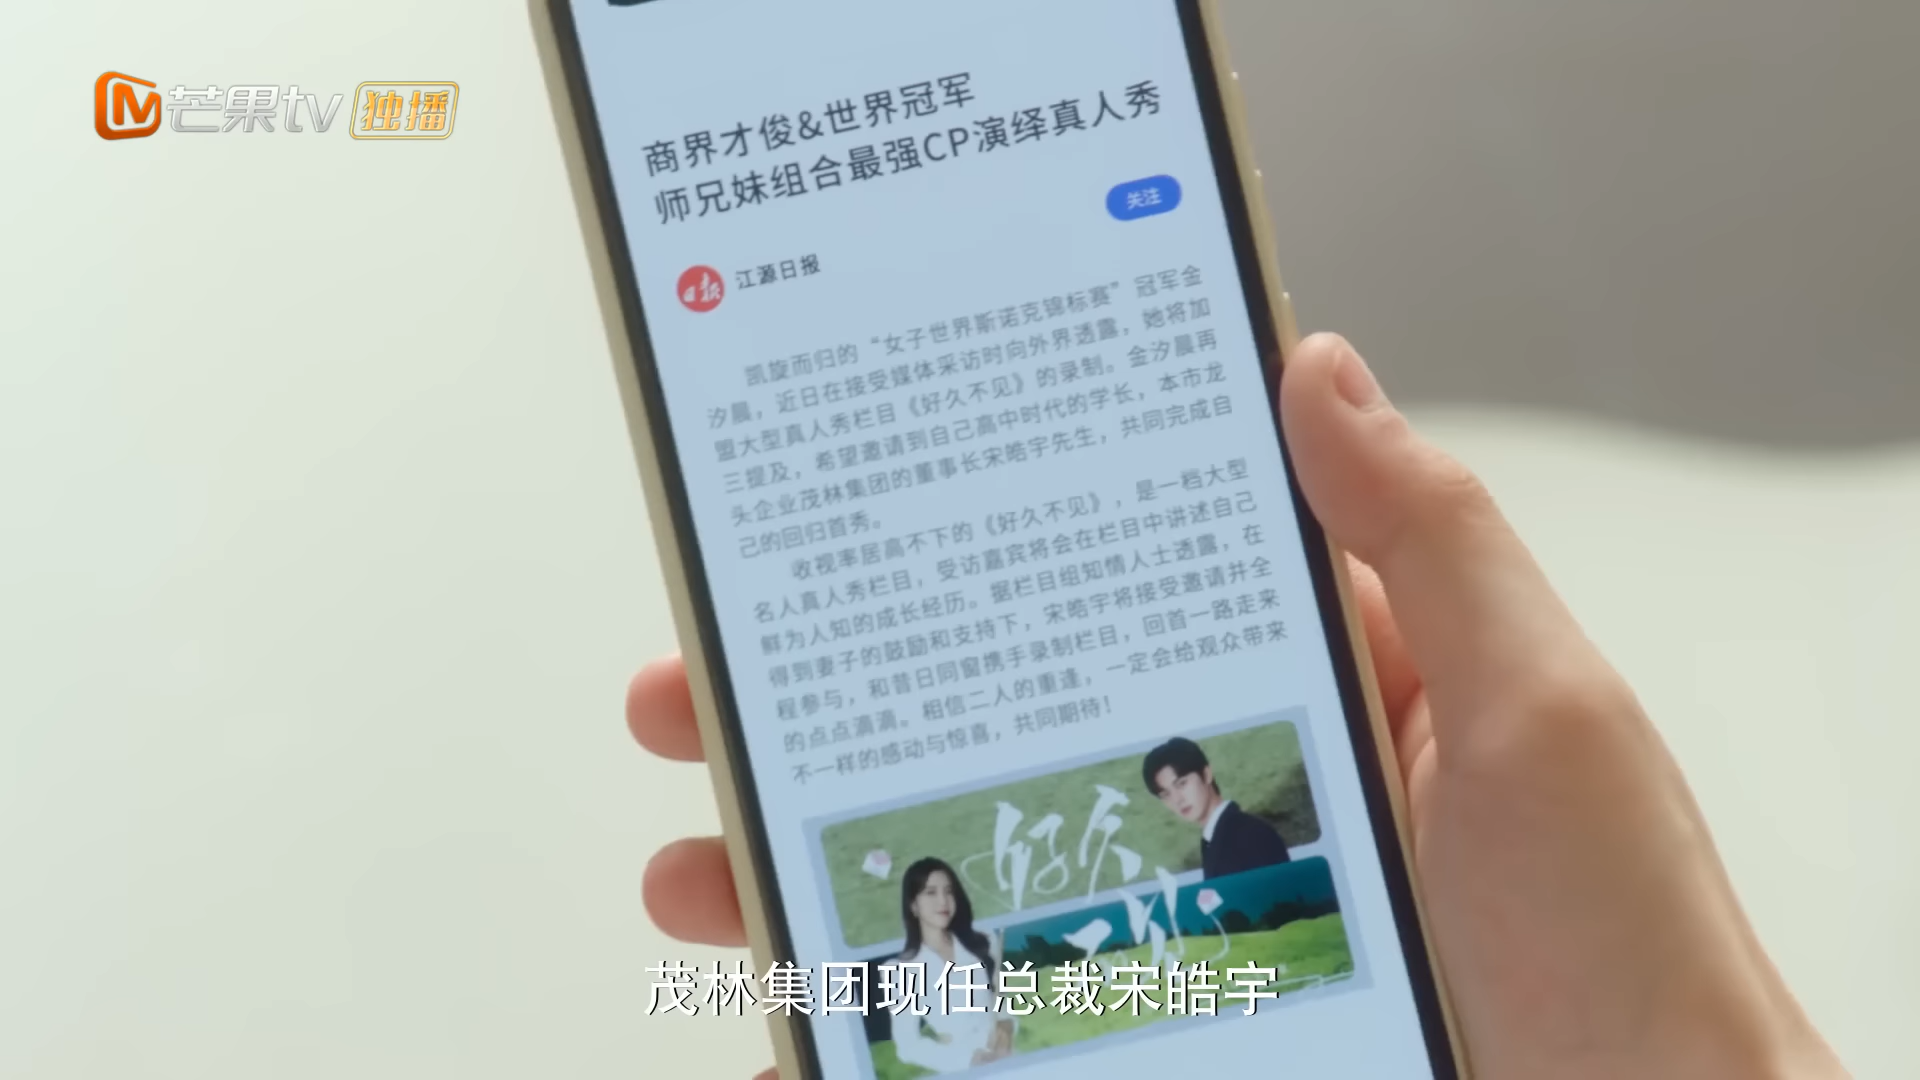 芒果tv 独播
商界才俊&世界冠军
师兄妹组合最强CP演绎真人秀
关注
日报 江源日报
凯旋而归的“女子世界斯诺克锦标赛”冠军金
汐晨，近日在接受媒体采访时向外界透露，她将加
盟大型真人秀栏目《好久不见》的录制。金汐晨再
三提及，希望邀请到自己高中时代的学长，本市龙
头企业茂林集团的董事长宋皓宇先生，共同完成自
己的回归首秀。
收视率居高不下的《好久不见》，是一档大型
名人真人秀栏目，受访嘉宾将会在栏目中讲述自己
鲜为人知的成长经历。据栏目组知情人士透露，在
得到妻子的鼓励和支持下，宋皓宇将接受邀请并全
程参与，和昔日同窗携手录制栏目，回首一路走来
的点点滴滴。相信二人的重逢，一定会给观众带来
不一样的感动与惊喜，共同期待！
好久
不见
茂林集团现任总裁宋皓宇